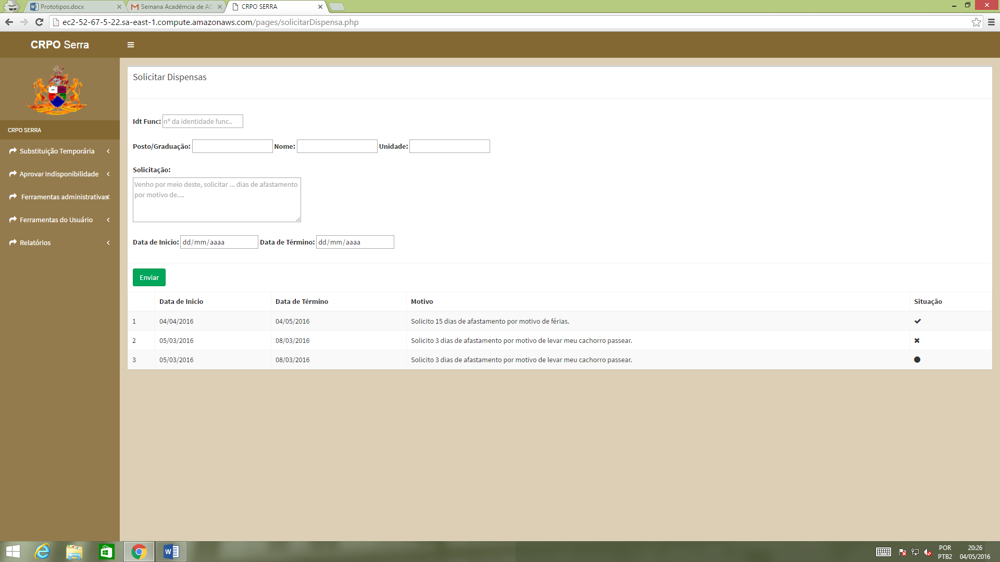 Prototipos.docx
Semana Acadêmcia de AD
CRPO SERRA
ec2-52-67-5-22.sa-east-1.compute.amazonaws.com/pages/solicitarDispensa.php
CRPO Serra
CRPO SERRA
Substituição Temporária
Aprovar Indisponibilidade
Ferramentas administrativas
Ferramentas do Usuário
Relatórios
Solicitar Dispensas
Idt Func: nº da identidade func..
Posto/Graduação: Nome: Unidade:
Solicitação:
Venho por meio deste, solicitar ... dias de afastamento
por motivo de....
Data de Inicio: dd/mm/aaaa Data de Término: dd/mm/aaaa
Enviar
Data de Inicio Data de Término Motivo Situação
1 04/04/2016 04/05/2016 Solicito 15 dias de afastamento por motivo de férias.
2 05/03/2016 08/03/2016 Solicito 3 dias de afastamento por motivo de levar meu cachorro passear.
3 05/03/2016 08/03/2016 Solicito 3 dias de afastamento por motivo de levar meu cachorro passear.
POR 20:26
PTB2 04/05/2016